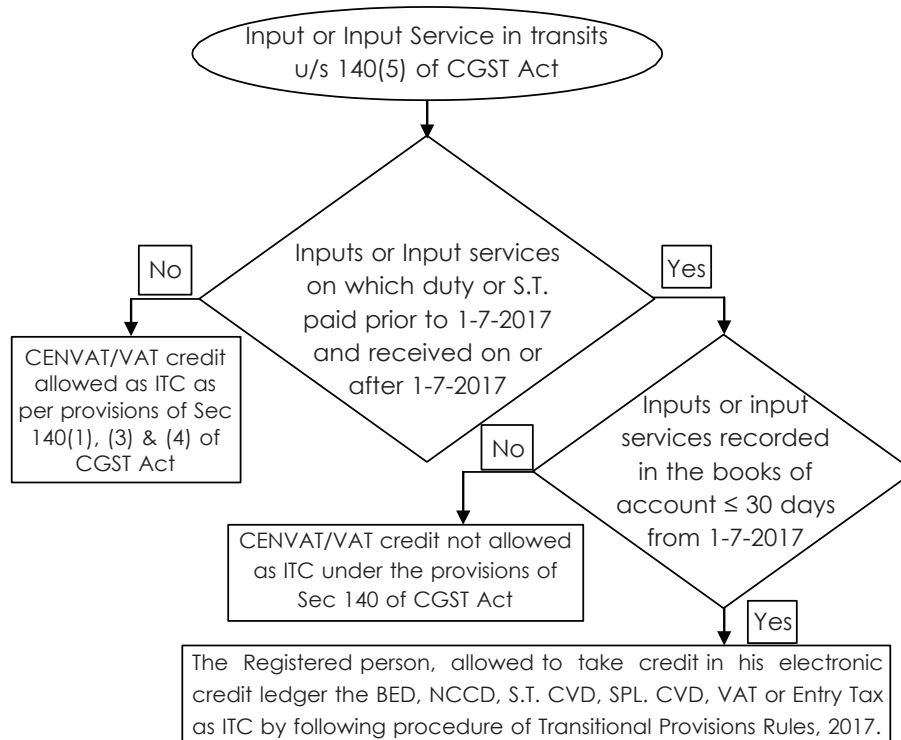 Input or Input Service in transits
u/s 140(5) of CGST Act
Inputs or Input services
on which duty or S.T.
paid prior to 1-7-2017
and received on or
after 1-7-2017
No
Yes
CENVAT/VAT credit
allowed as ITC as
per provisions of Sec
140(1), (3) & (4) of
CGST Act
Inputs or input
services recorded
in the books of
account ≤ 30 days
from 1-7-2017
No
CENVAT/VAT credit not allowed
as ITC under the provisions of
Sec 140 of CGST Act
Yes
The Registered person, allowed to take credit in his electronic
credit ledger the BED, NCCD, S.T. CVD, SPL. CVD, VAT or Entry Tax
as ITC by following procedure of Transitional Provisions Rules, 2017.